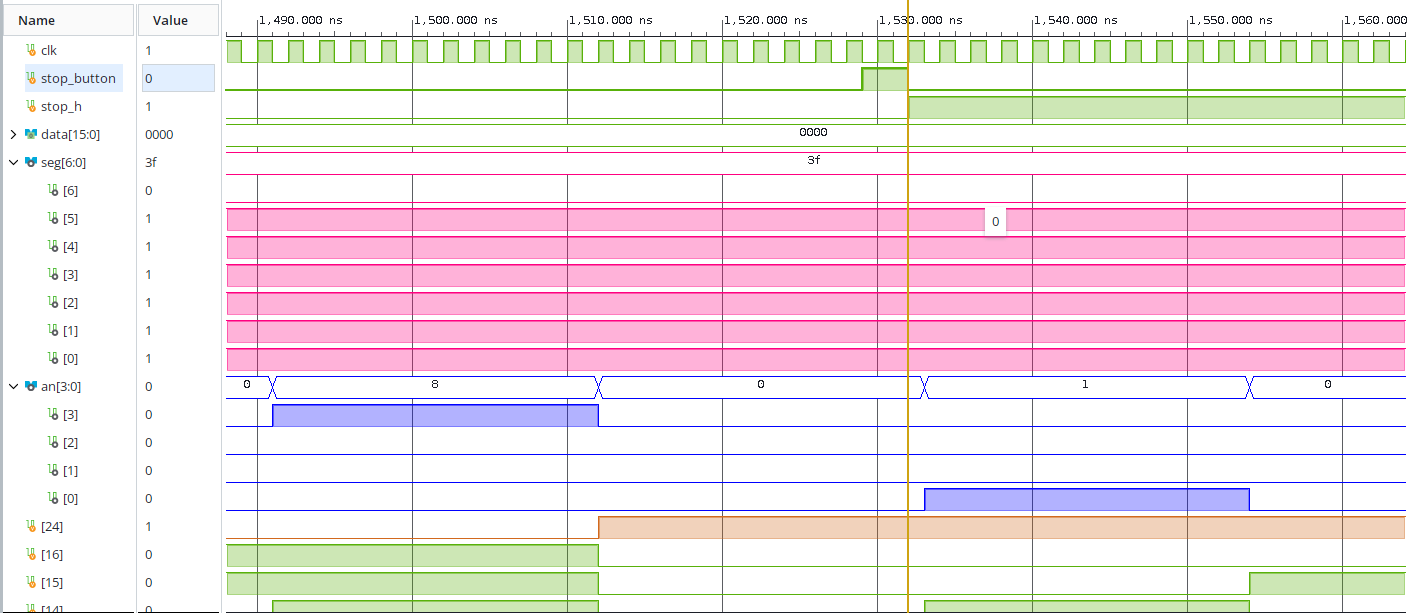 Name Value 1,490.000 ns 1,500.000 ns 1,510.000 ns 1,520.000 ns 1,530.000 ns 1,540.000 ns 1,550.000 ns 1,560.000
clk 1
stop_button 0
stop_h 1
data[15:0] 0000 0000
seg[6:0] 3f 3f
[6] 0
[5] 1 0
[4] 1
[3] 1
[2] 1
[1] 1
[0] 1
an[3:0] 0 0 8 0 1 0
[3] 0
[2] 0
[1] 0
[0] 0
[24] 1
[16] 0
[15] 0
[14] 0